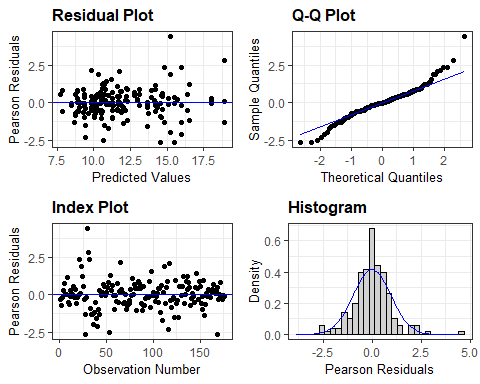 Residual Plot
Pearson Residuals
2.5
0.0
-2.5
7.5 10.0 12.5 15.0 17.5
Predicted Values
Q-Q Plot
Sample Quantiles
2.5
0.0
-2.5
-2 -1 0 1 2
Theoretical Quantiles
Index Plot
Pearson Residuals
2.5
0.0
-2.5
0 50 100 150
Observation Number
Histogram
Density
0.6
0.4
0.2
0.0
-2.5 0.0 2.5 5.0
Pearson Residuals